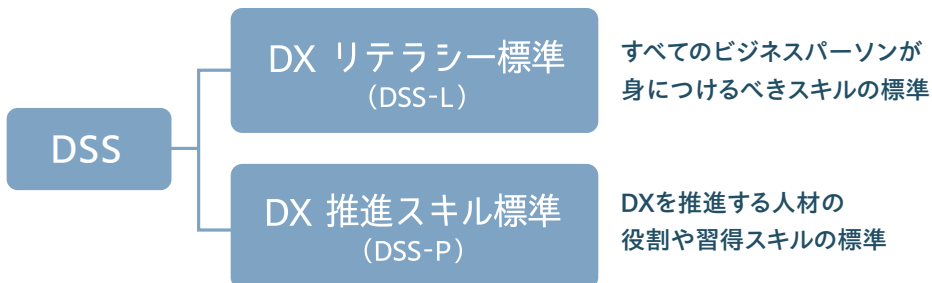 DSS
DX リテラシー標準
（DSS-L）
すべてのビジネスパーソンが
身につけるべきスキルの標準
DX 推進スキル標準
（DSS-P）
DXを推進する人材の
役割や習得スキルの標準